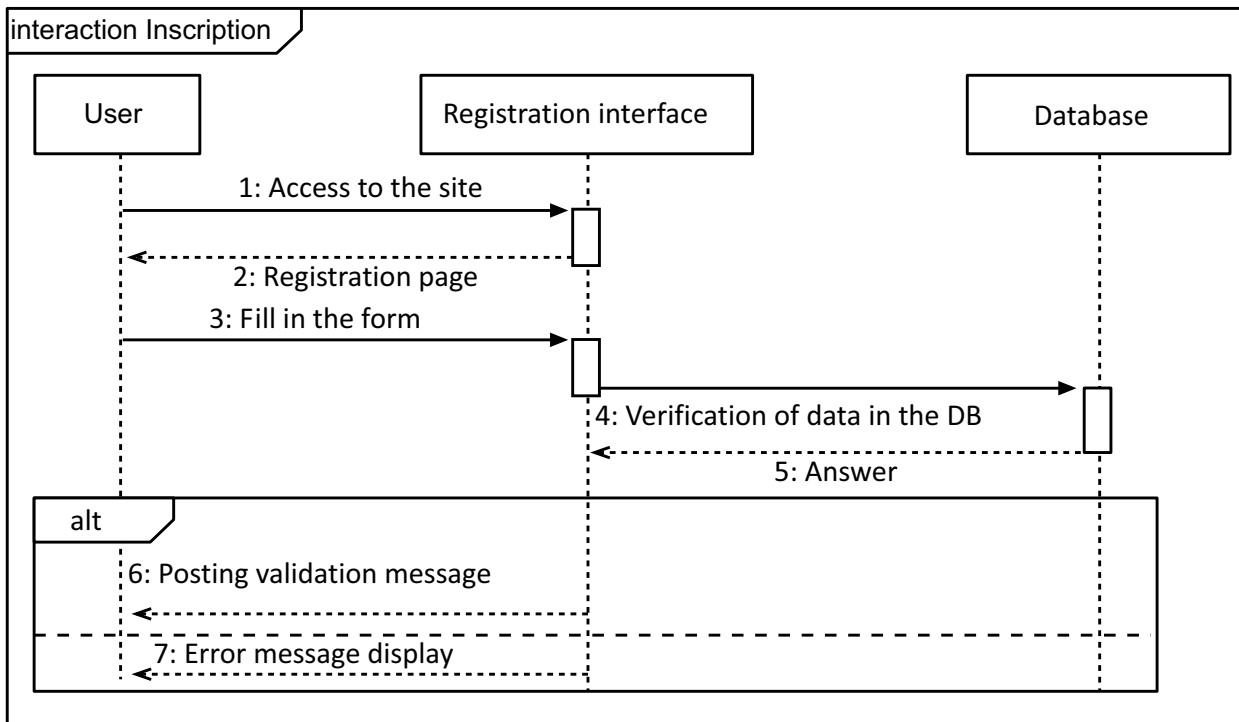 interaction Inscription
User
Registration interface
Database
1: Access to the site
2: Registration page
3: Fill in the form
4: Verification of data in the DB
5: Answer
alt
6: Posting validation message
7: Error message display